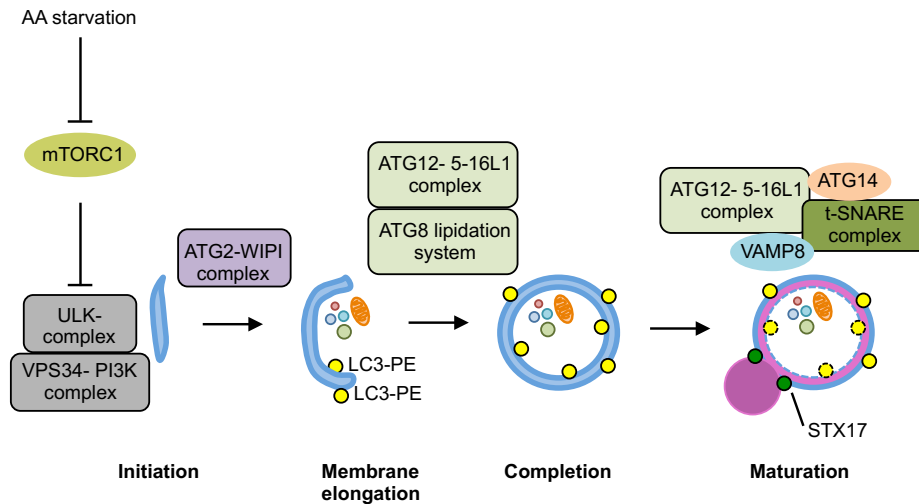 AA starvation
mTORC1
ULK-
complex
VPS34- PI3K
complex
ATG2-WIPI
complex
ATG12- 5-16L1
complex
ATG8 lipidation
system
LC3-PE
LC3-PE
ATG12- 5-16L1
complex
ATG14
t-SNARE
complex
VAMP8
STX17
Initiation
Membrane
elongation
Completion
Maturation